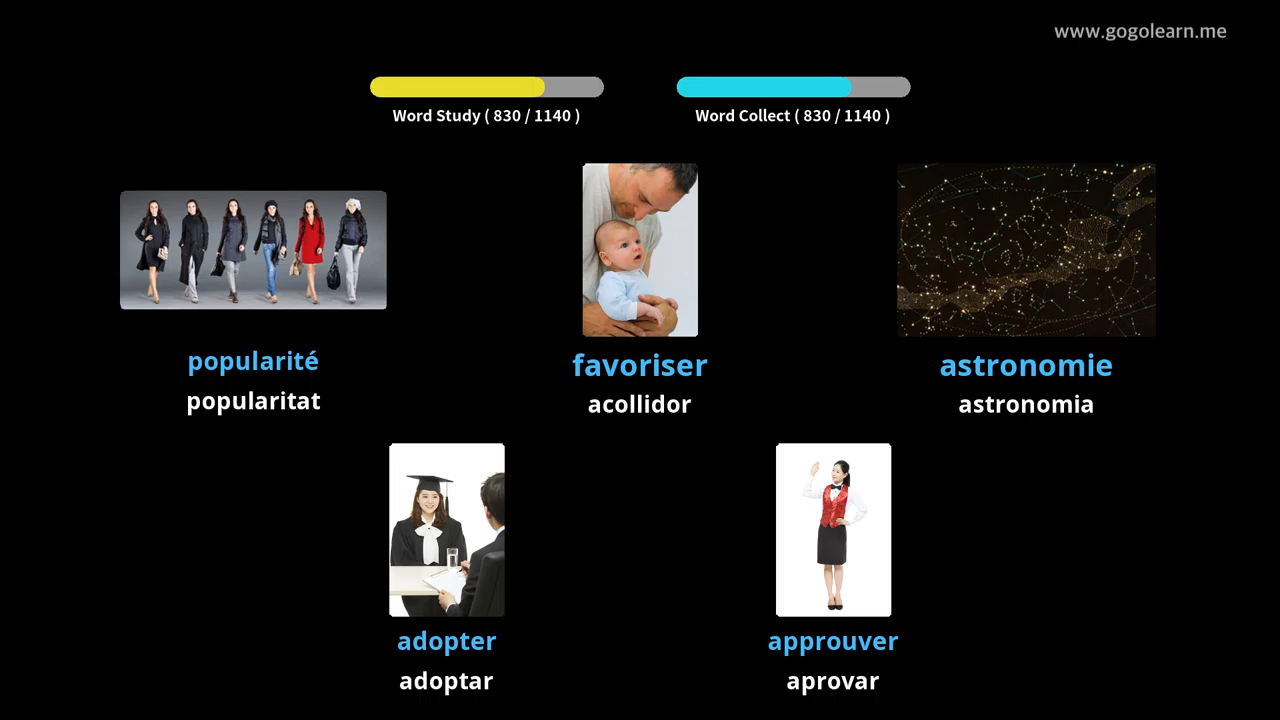 www.gogolearn.me
Word Study ( 830 / 1140 )
Word Collect ( 830 / 1140 )
popularité
popularitat
favoriser
acollidor
astronomie
astronomia
adopter
adoptar
approuver
aprovar